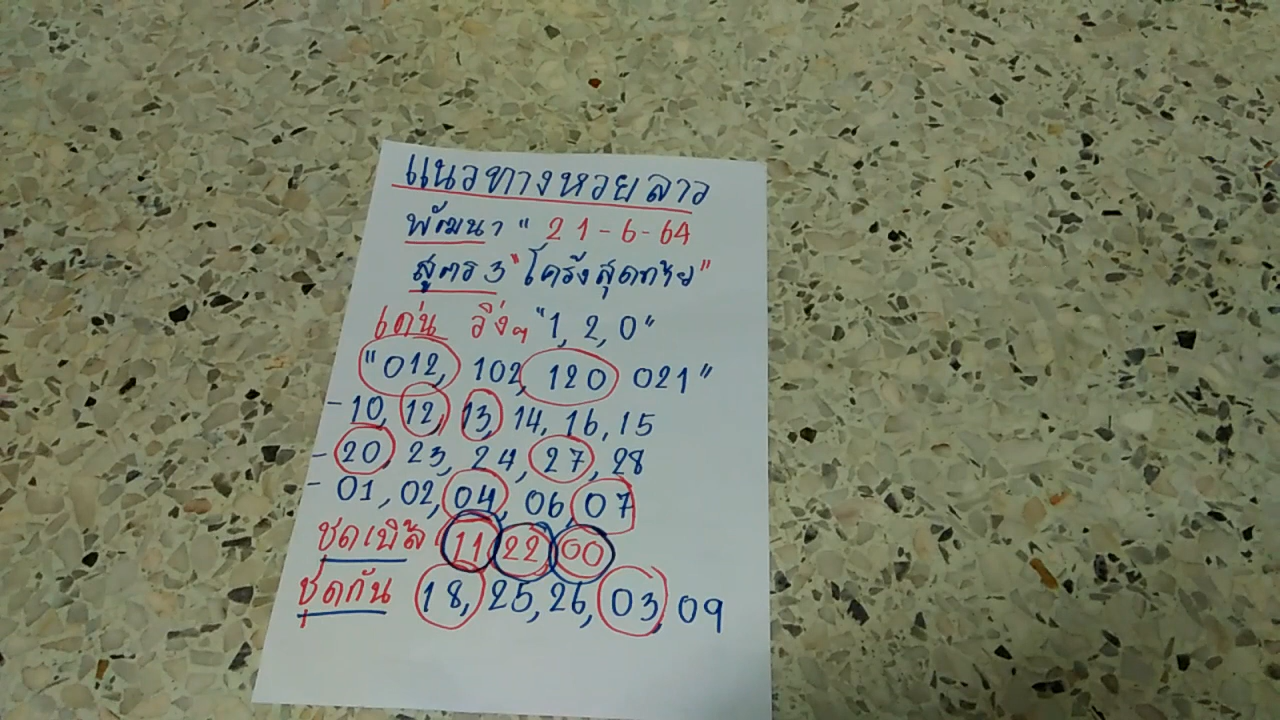 แนวทางหวยลาว
พัฒนา " 21-6-64
สูตร 3 "โค้งสุดท้าย"
เด่น วิ่งๆ "1, 2, 0"
"012, 102, 120 021"
-10, 12, 13, 14, 16, 15
-20, 23, 24, 27, 28
- 01, 02, 04, 06, 07
ชุดเบิ้ล 11 22 00
ชุดกัน 18, 25, 26, 03, 09